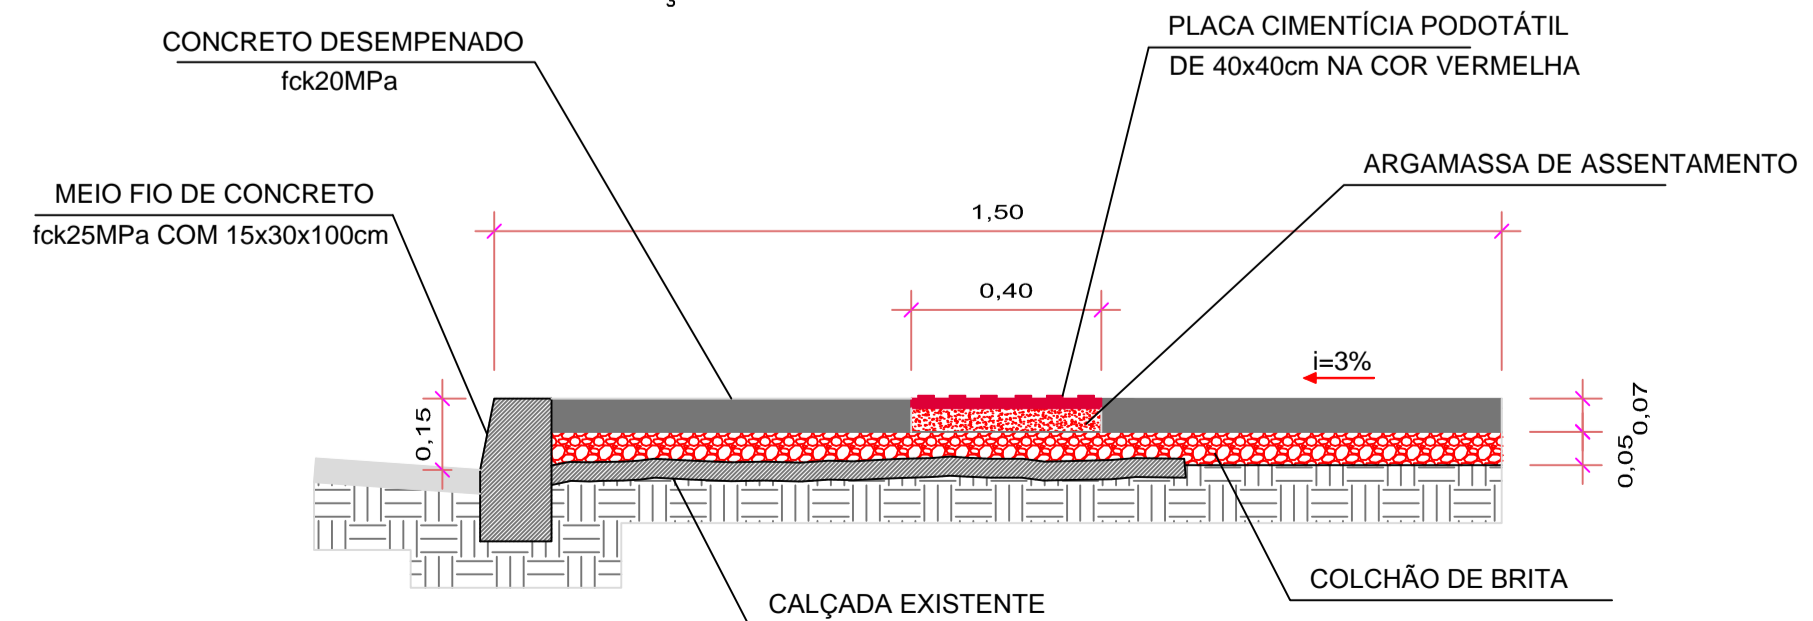 3
CONCRETO DESEMPENADO
fck20MPa
PLACA CIMENTÍCIA PODOTÁTIL
DE 40x40cm NA COR VERMELHA
ARGAMASSA DE ASSENTAMENTO
MEIO FIO DE CONCRETO
fck25MPa COM 15x30x100cm
1,50
0,40
i=3%
0,15
0,07
0,05
COLCHÃO DE BRITA
CALÇADA EXISTENTE